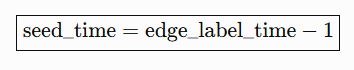 seed_time = edge_label_time − 1